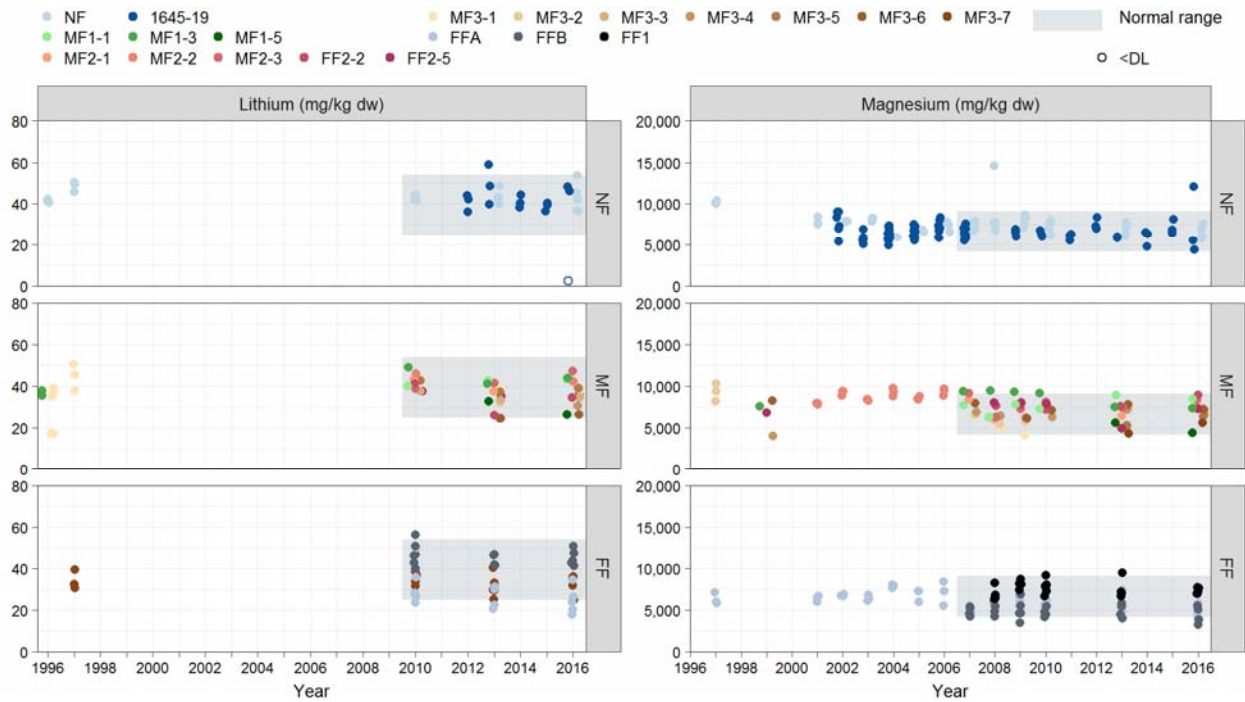 NF 1645-19 MF3-1 MF3-2 MF3-3 MF3-4 MF3-5 MF3-6 MF3-7 Normal range
MF1-1 MF1-3 MF1-5 FFA FFB FF1
MF2-1 MF2-2 MF2-3 FF2-2 FF2-5 <DL
Lithium (mg/kg dw) Magnesium (mg/kg dw)
80 20,000
60 15,000
40 NF 10,000 NF
20 5,000
0 0
80 20,000
60 15,000
40 MF 10,000 MF
20 5,000
0 0
80 20,000
60 15,000
40 FF 10,000 FF
20 5,000
0 0
1996 1998 2000 2002 2004 2006 2008 2010 2012 2014 2016 1996 1998 2000 2002 2004 2006 2008 2010 2012 2014 2016
Year Year